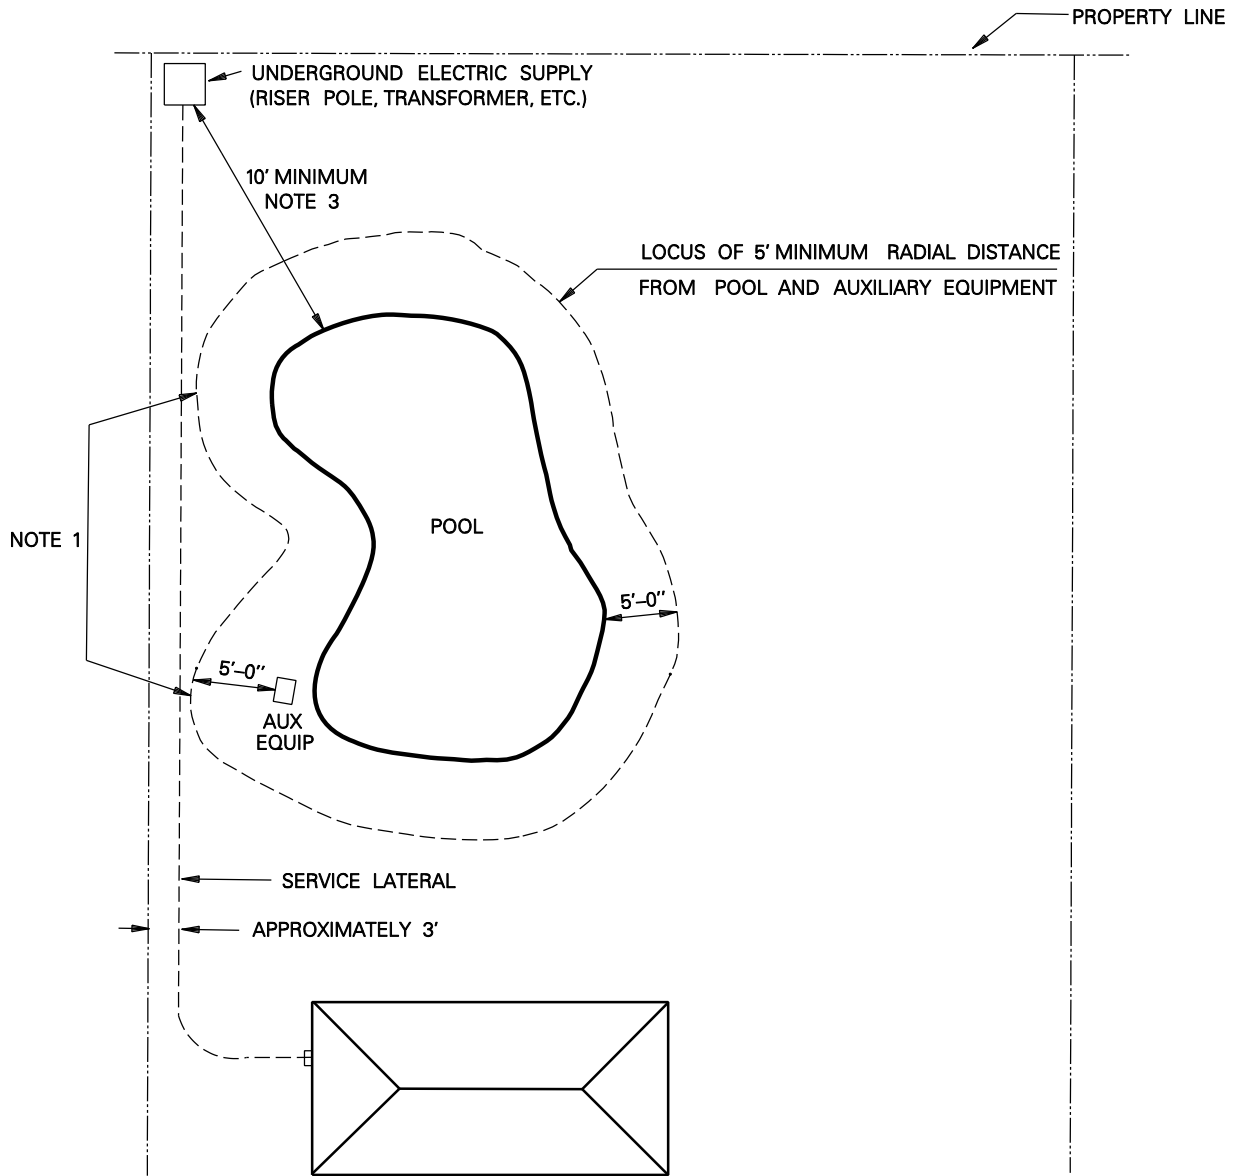 PROPERTY LINE
UNDERGROUND ELECTRIC SUPPLY
(RISER POLE, TRANSFORMER, ETC.)
10' MINIMUM
NOTE 3
LOCUS OF 5' MINIMUM RADIAL DISTANCE
FROM POOL AND AUXILIARY EQUIPMENT
POOL
NOTE 1
5'-0"
5'-0"
AUX
EQUIP
SERVICE LATERAL
APPROXIMATELY 3'